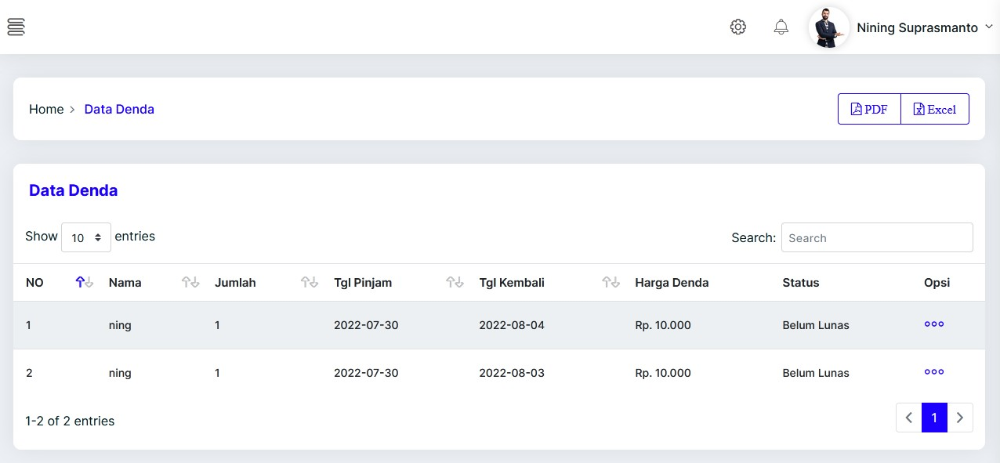 Nining Suprasmanto
Home > Data Denda
PDF Excel
Data Denda
Show 10 entries
Search: Search
NO Nama Jumlah Tgl Pinjam Tgl Kembali Harga Denda Status Opsi
1 ning 1 2022-07-30 2022-08-04 Rp. 10.000 Belum Lunas
2 ning 1 2022-07-30 2022-08-03 Rp. 10.000 Belum Lunas
1-2 of 2 entries
1